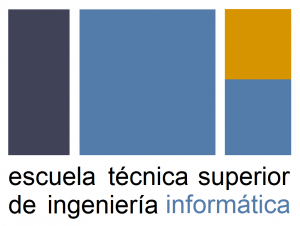 escuela técnica superior
de ingeniería informática